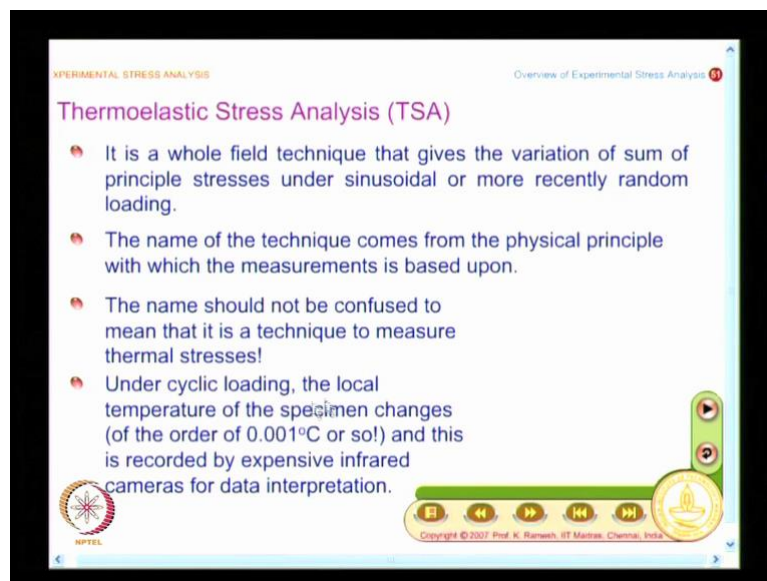 XPERIMENTAL STRESS ANALYSIS
Overview of Experimental Stress Analysis 51
Thermoelastic Stress Analysis (TSA)
It is a whole field technique that gives the variation of sum of
principle stresses under sinusoidal or more recently random
loading.
The name of the technique comes from the physical principle
with which the measurements is based upon.
The name should not be confused to
mean that it is a technique to measure
thermal stresses!
Under cyclic loading, the local
temperature of the specimen changes
(of the order of 0.001°C or so!) and this
is recorded by expensive infrared
cameras for data interpretation.
NPTEL
Copyright © 2007 Prof. K. Ramesh, IIT Madras, Chennai, India